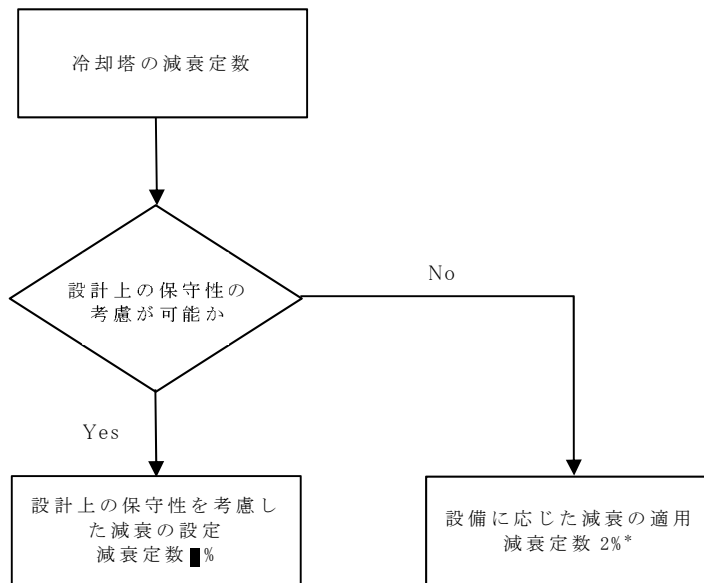 冷却塔の減衰定数
設計上の保守性の
考慮が可能か
No
Yes
設計上の保守性を考慮し
た減衰の設定
減衰定数 %
設備に応じた減衰の適用
減衰定数 2%*